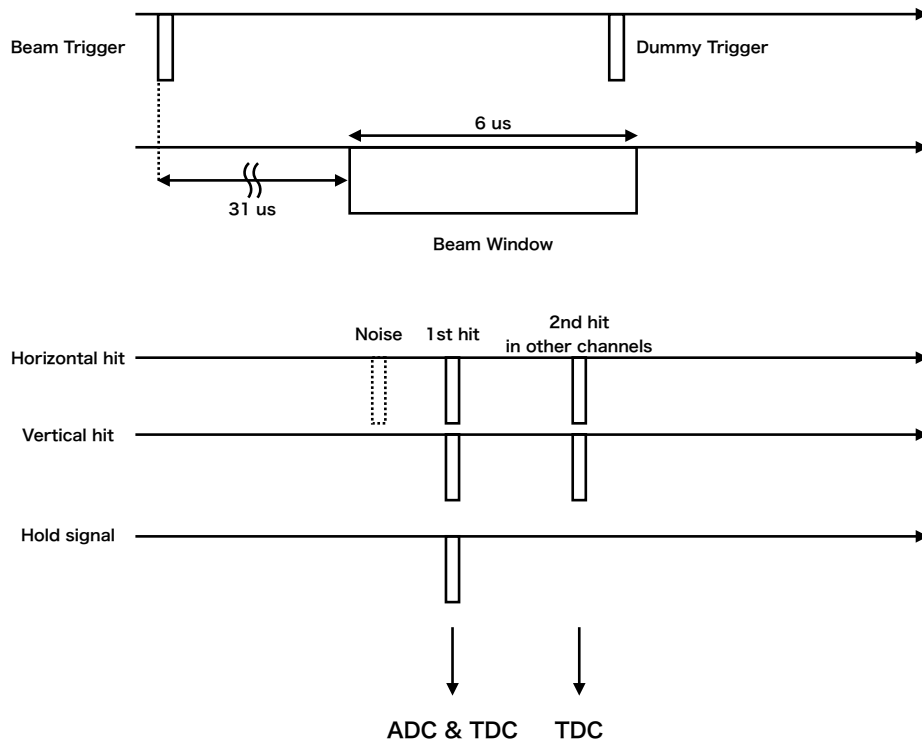 Beam Trigger
Dummy Trigger
6 us
31 us
Beam Window
Noise
1st hit
2nd hit
in other channels
Horizontal hit
Vertical hit
Hold signal
ADC & TDC
TDC